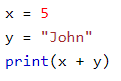 x = 5
y = "John"
print(x + y)